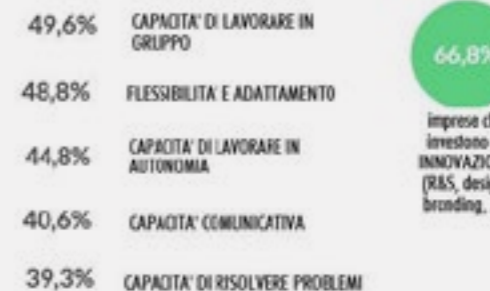 49,6%
CAPACITA' DI LAVORARE IN
GRUPPO
48,8%
FLESSIBILITA' E ADATTAMENTO
44,8%
CAPACITA' DI LAVORARE IN
AUTONOMIA
40,6%
CAPACITA' COMUNICATIVA
39,3%
CAPACITA' DI RISOLVERE PROBLEMI
66,8%
imprese
investono
(R&S,
branding,